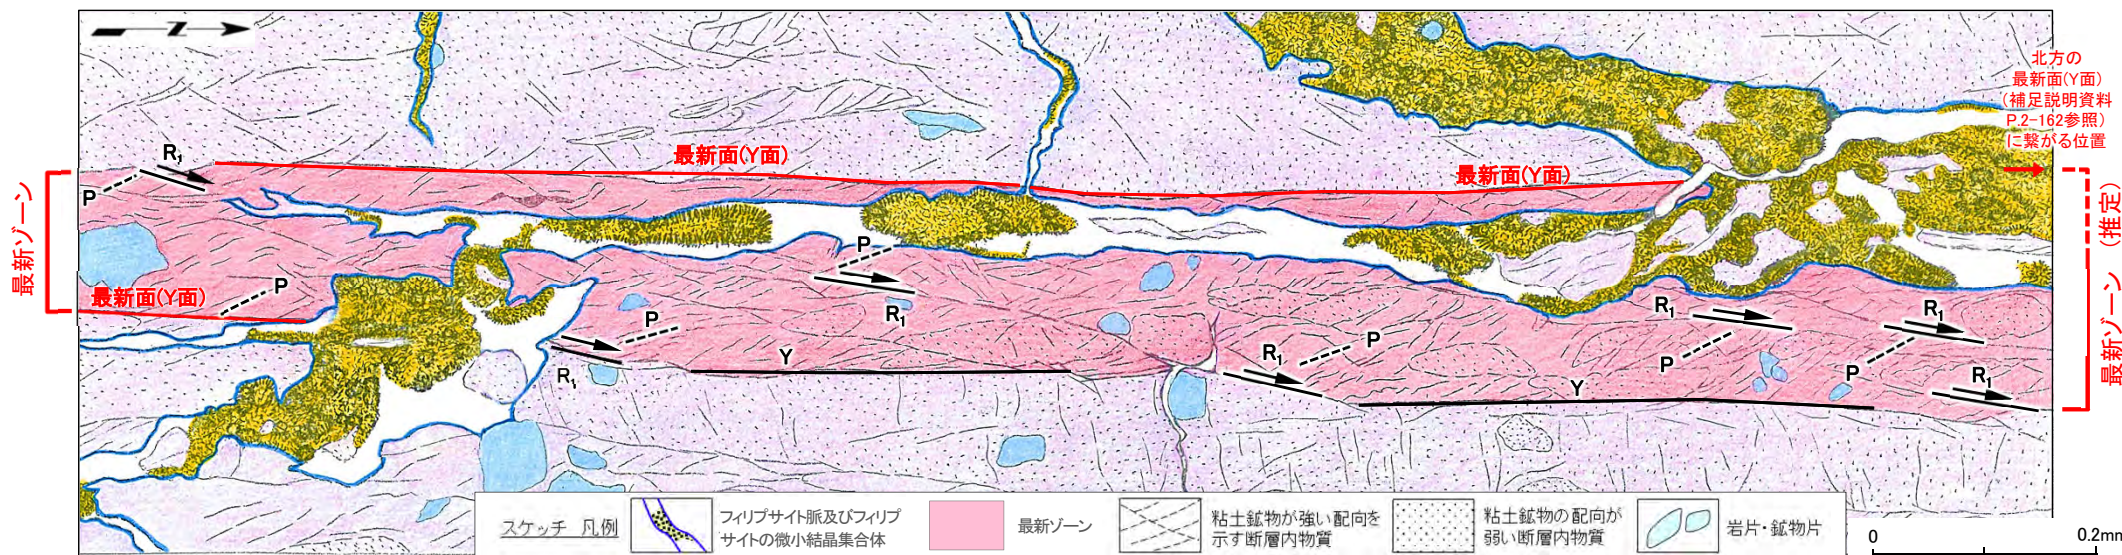 N
北方の
最新面(Y面)
(補足説明資料
P.2-162参照)
に繋がる位置
R1
最新面(Y面)
最新面(Y面)
P
最新ゾーン
最新ゾーン (推定)
P
最新面(Y面)
P
R1
R1
R1
P
Y
R1
P
P
P
R1
Y
R1
スケッチ 凡例
フィリプサイト脈及びフィリプ
サイトの微小結晶集合体
最新ゾーン
粘土鉱物が強い配向を
示す断層内物質
粘土鉱物の配向が
弱い断層内物質
岩片・鉱物片
0 0.2mm